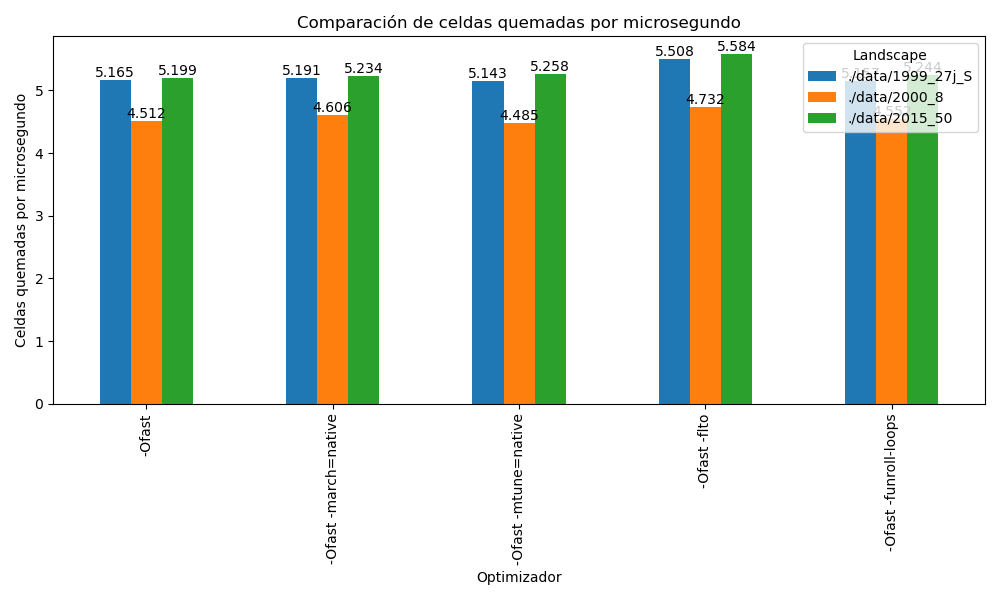 Comparación de celdas quemadas por microsegundo
Celdas quemadas por microsegundo
5
4
3
2
1
0
5.165
4.512
5.199
5.191
4.606
5.234
5.143
4.485
5.258
5.508
4.732
5.584
5.244
Landscape
./data/1999_27j_S
./data/2000_8
./data/2015_50
-Ofast
-Ofast -march=native
-Ofast -mtune=native
-Ofast -flto
-Ofast -funroll-loops
Optimizador